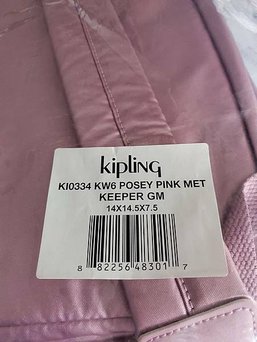 kipling
KI0334 KW6 POSEY PINK MET
KEEPER GM
14X14.5X7.5
8 82256 48301 7